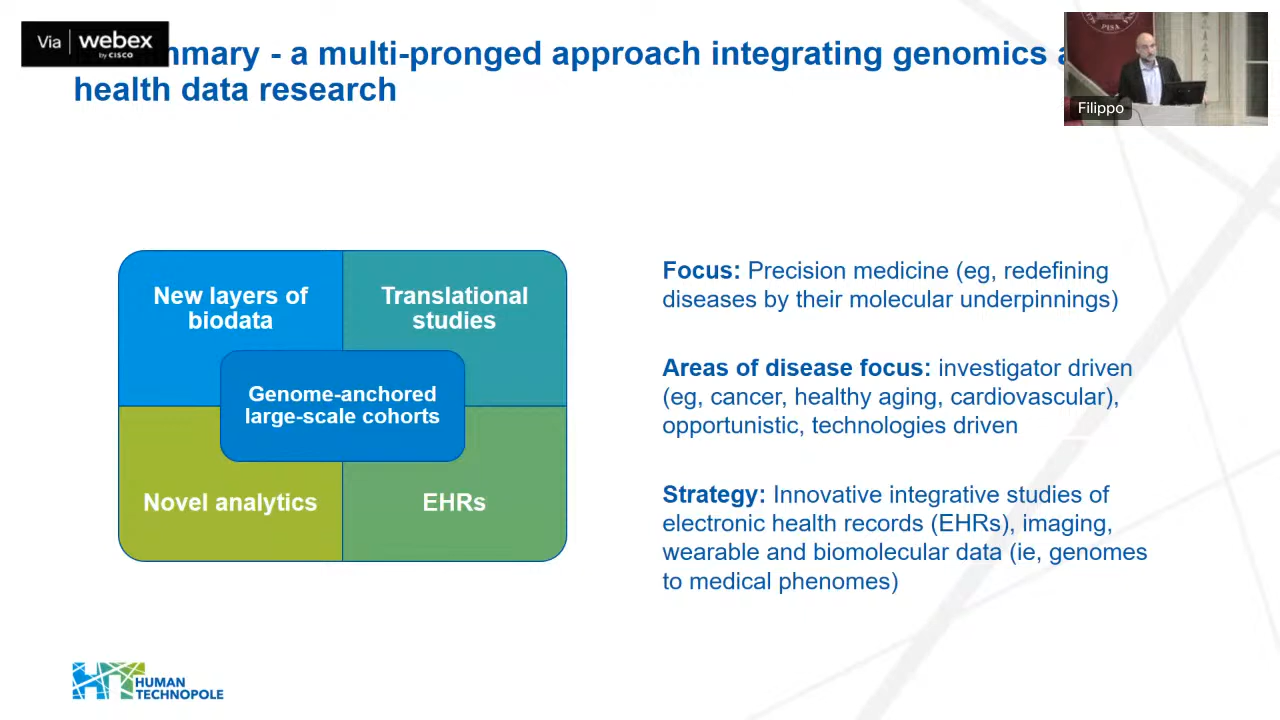 Via webex
by CISCO
mmary - a multi-pronged approach integrating genomics a
health data research
PISA
Filippo
New layers of
biodata
Translational
studies
Genome-anchored
large-scale cohorts
Novel analytics
EHRs
Focus: Precision medicine (eg, redefining
diseases by their molecular underpinnings)
Areas of disease focus: investigator driven
(eg, cancer, healthy aging, cardiovascular),
opportunistic, technologies driven
Strategy: Innovative integrative studies of
electronic health records (EHRs), imaging,
wearable and biomolecular data (ie, genomes
to medical phenomes)
HT HUMAN
TECHNOPOLE